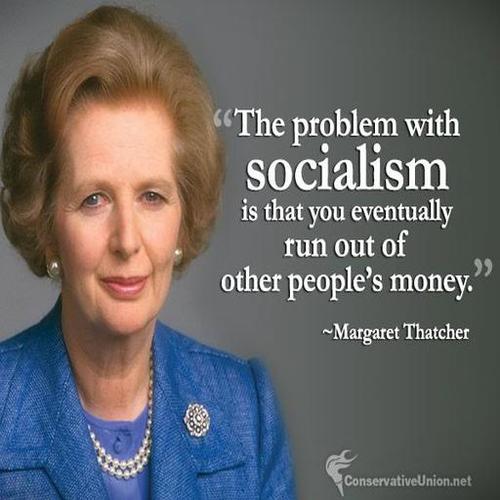 “The problem with
socialism
is that you eventually
run out of
other people's money.”
~Margaret Thatcher
ConservativeUnion.net